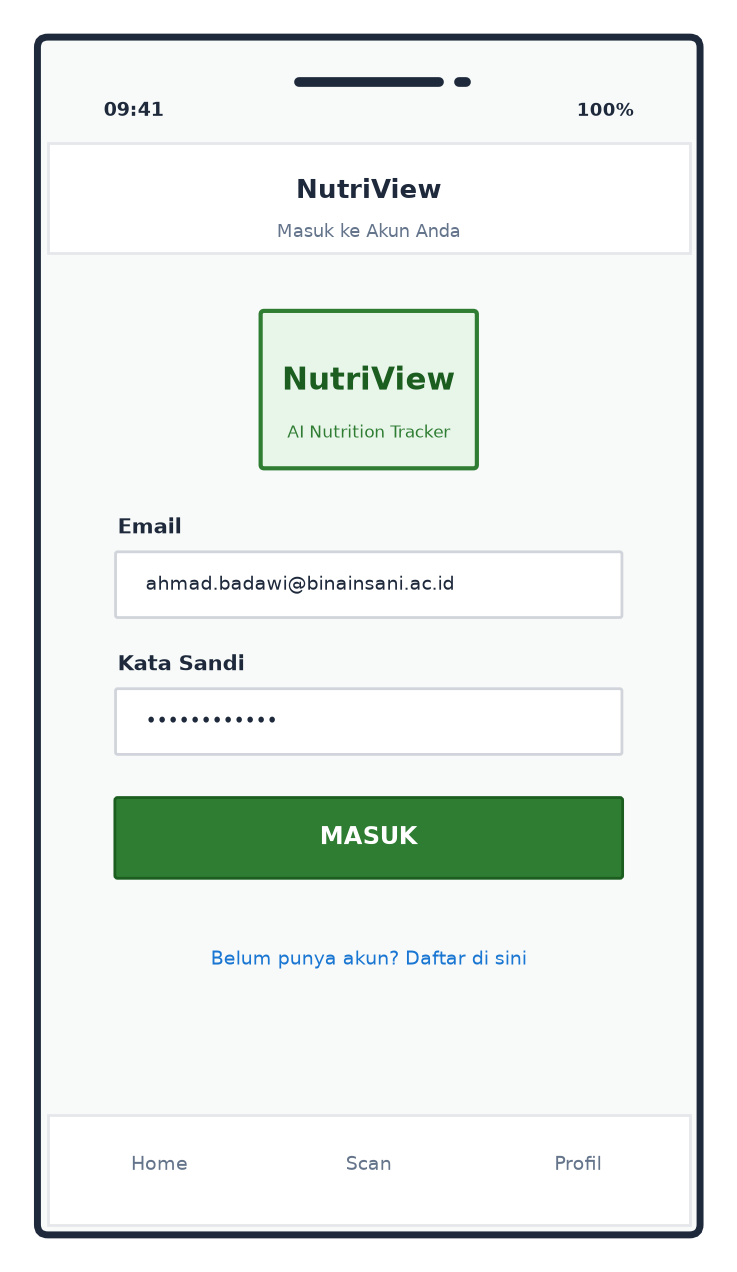 09:41 100%
NutriView
Masuk ke Akun Anda
NutriView
AI Nutrition Tracker
Email
ahmad.badawi@binainsani.ac.id
Kata Sandi
••••••••••••
MASUK
Belum punya akun? Daftar di sini
Home Scan Profil